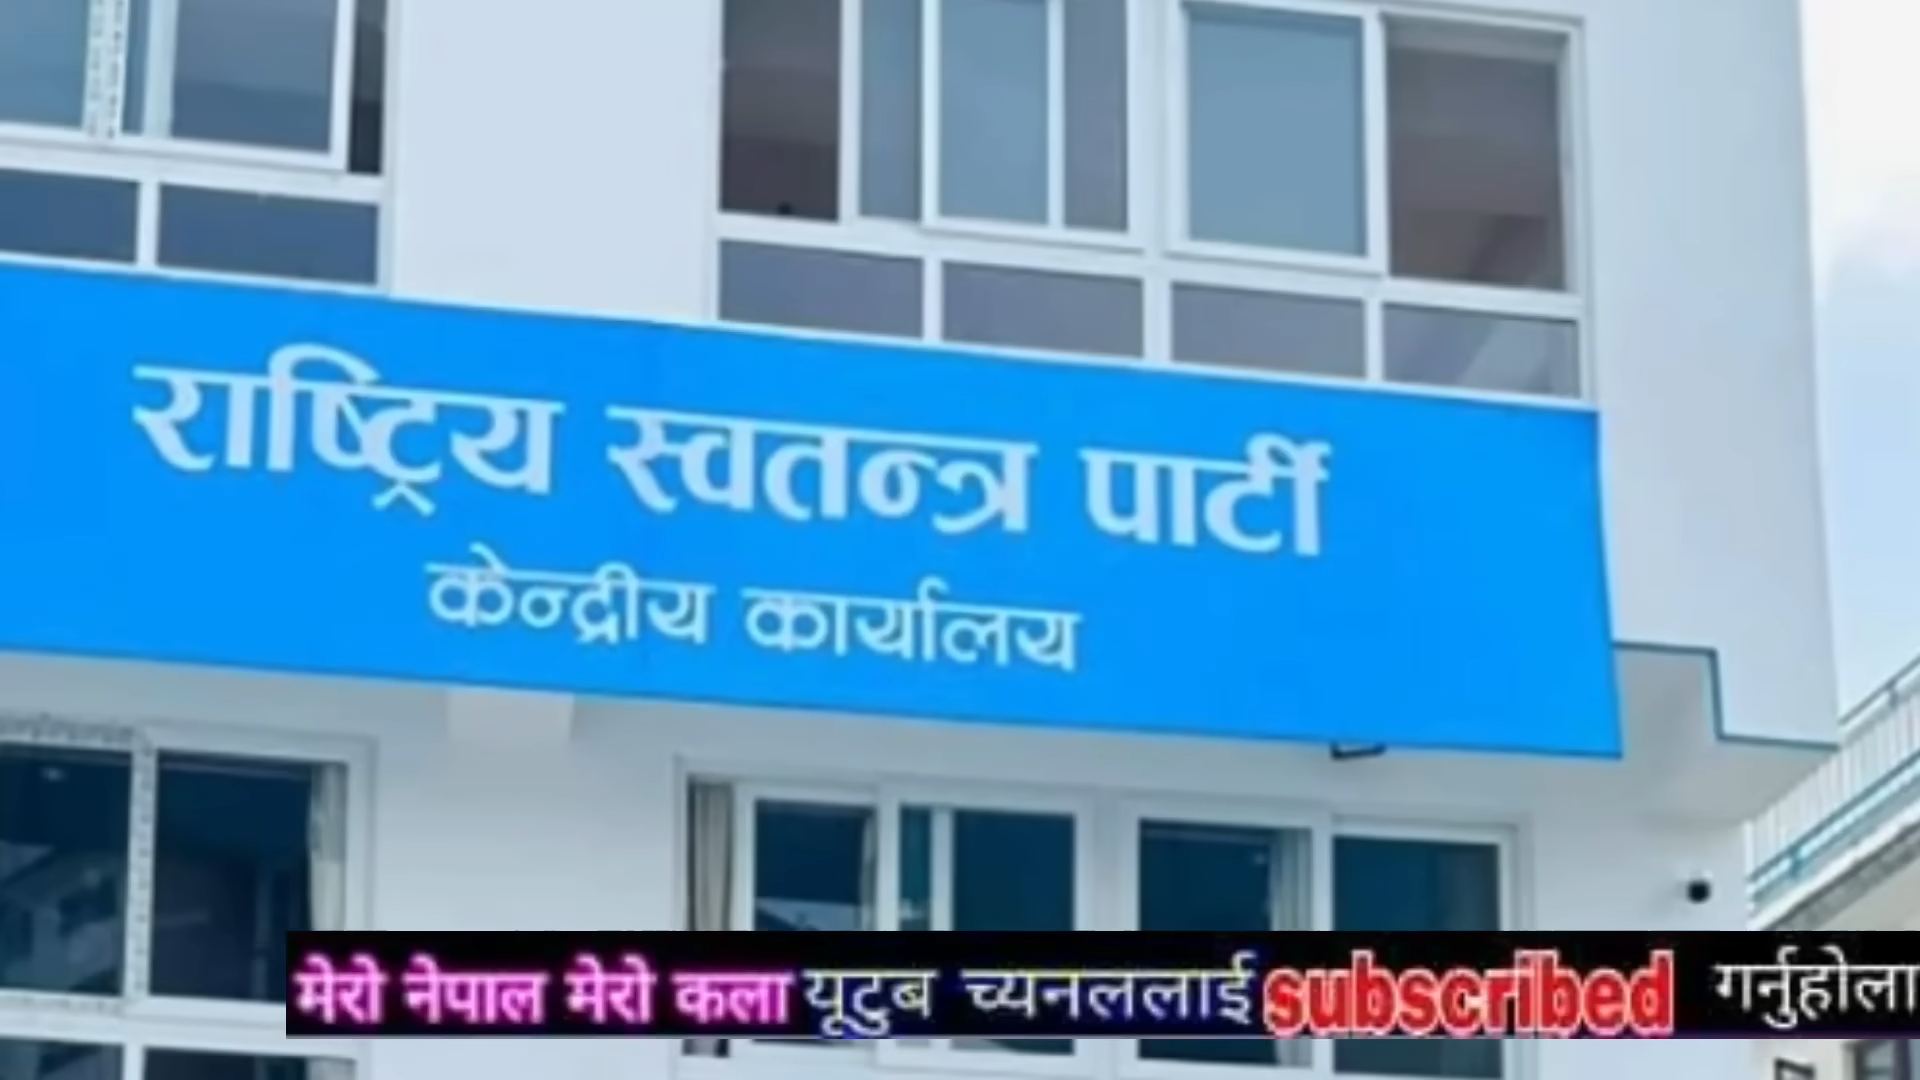 राष्ट्रिय स्वतन्त्र पार्टी
केन्द्रीय कार्यालय
मेरो नेपाल मेरो कला यूटुब च्यनललाई subscribed गर्नुहोला